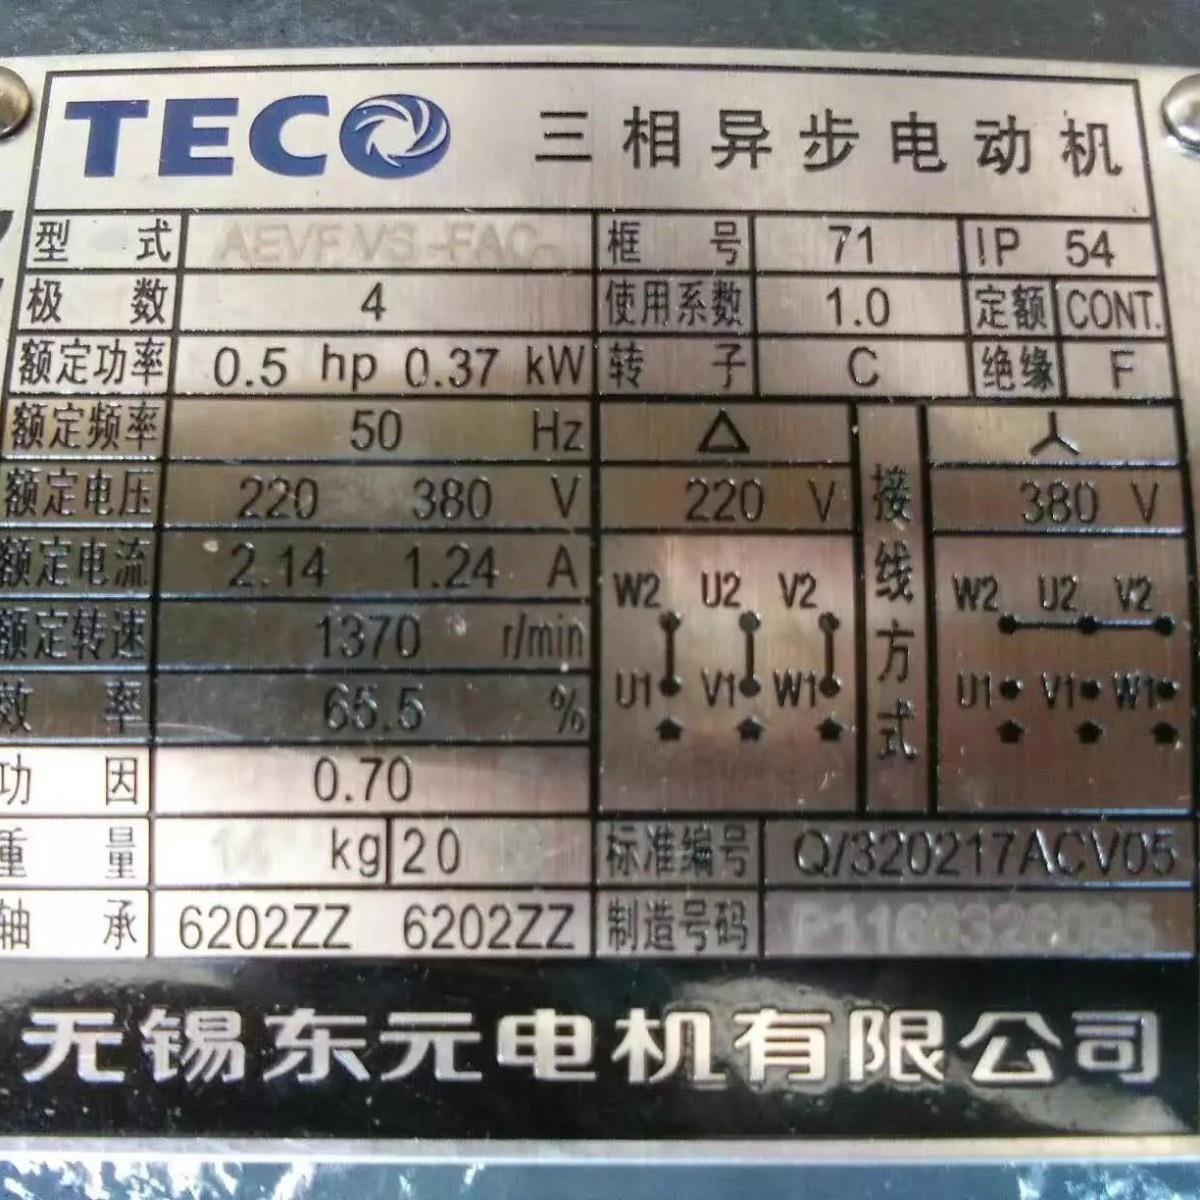 TECO 三相异步电动机
型式 AEVF VS-FAC- 框号 71 IP 54
极数 4 使用系数 1.0 定额 CONT.
额定功率 0.5 hp 0.37 kW 转子 C 绝缘 F
额定频率 50 Hz △ 人
额定电压 220 380 V 220 V 接线方式 380 V
额定电流 2.14 1.24 A W2 U2 V2 W2 U2 V2
额定转速 1370 r/min
效率 65.5 % U1 V1 W1 U1 V1 W1
功因 0.70
重量 kg 20 标准编号 Q/320217ACV05
轴承 6202ZZ 6202ZZ 制造号码
无锡东元电机有限公司